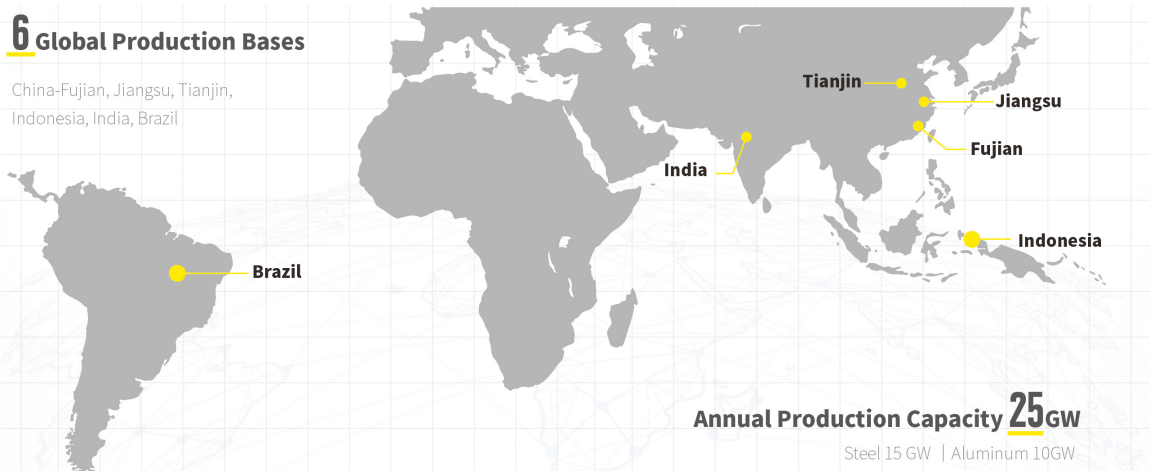 6 Global Production Bases
China-Fujian, Jiangsu, Tianjin,
Indonesia, India, Brazil
Tianjin
Jiangsu
Fujian
India
Indonesia
Brazil
Annual Production Capacity 25GW
Steel 15 GW | Aluminum 10GW